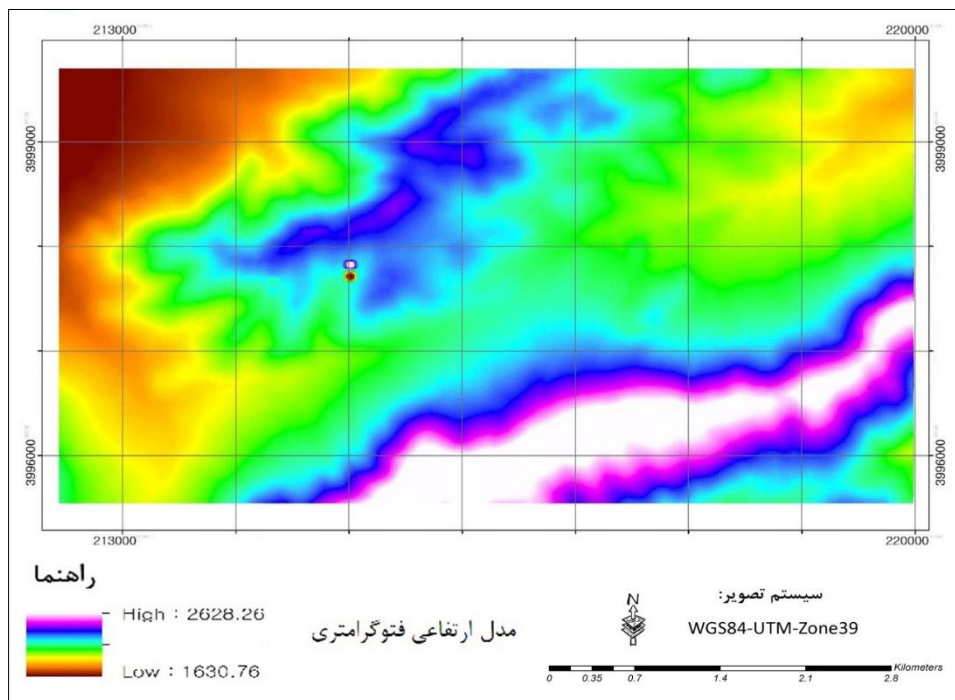 213000
220000
3999000
3999000
3996000
3996000
213000
220000
راهنما
High : 2628.26
Low : 1630.76
مدل ارتفاعی فتوگرامتری
N
سیستم تصویر:
WGS84-UTM-Zone39
Kilometers
0 0.35 0.7 1.4 2.1 2.8